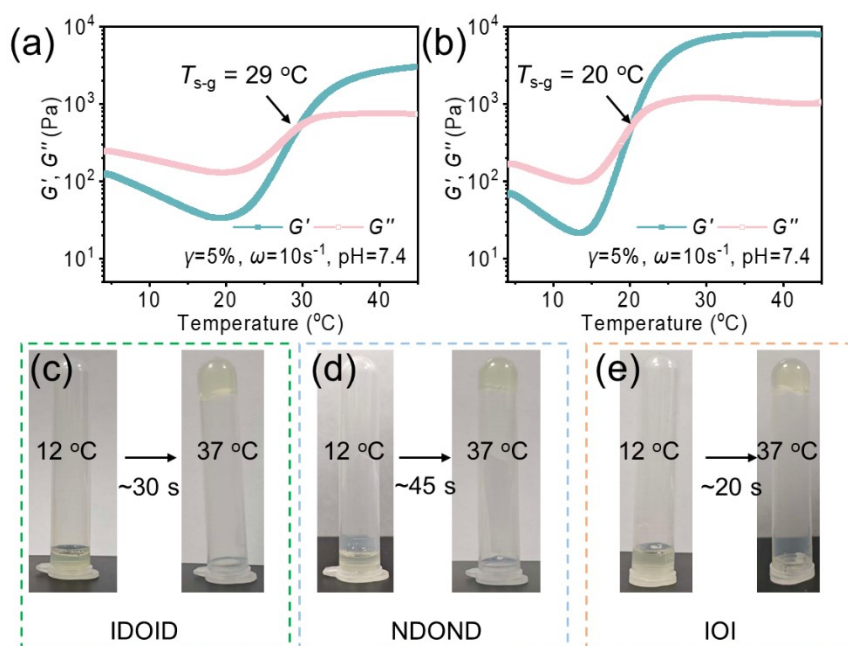 (a)
10⁴
10³
10²
10¹
G', G'' (Pa)
Tₛ₋g = 29 °C
G' G''
γ=5%, ω=10s⁻¹, pH=7.4
10 20 30 40
Temperature (°C)
(b)
10⁴
10³
10²
10¹
G', G'' (Pa)
Tₛ₋g = 20 °C
G' G''
γ=5%, ω=10s⁻¹, pH=7.4
10 20 30 40
Temperature (°C)
(c)
12 °C
37 °C
~30 s
IDOID
(d)
12 °C
37 °C
~45 s
NDOND
(e)
12 °C
37 °C
~20 s
IOI